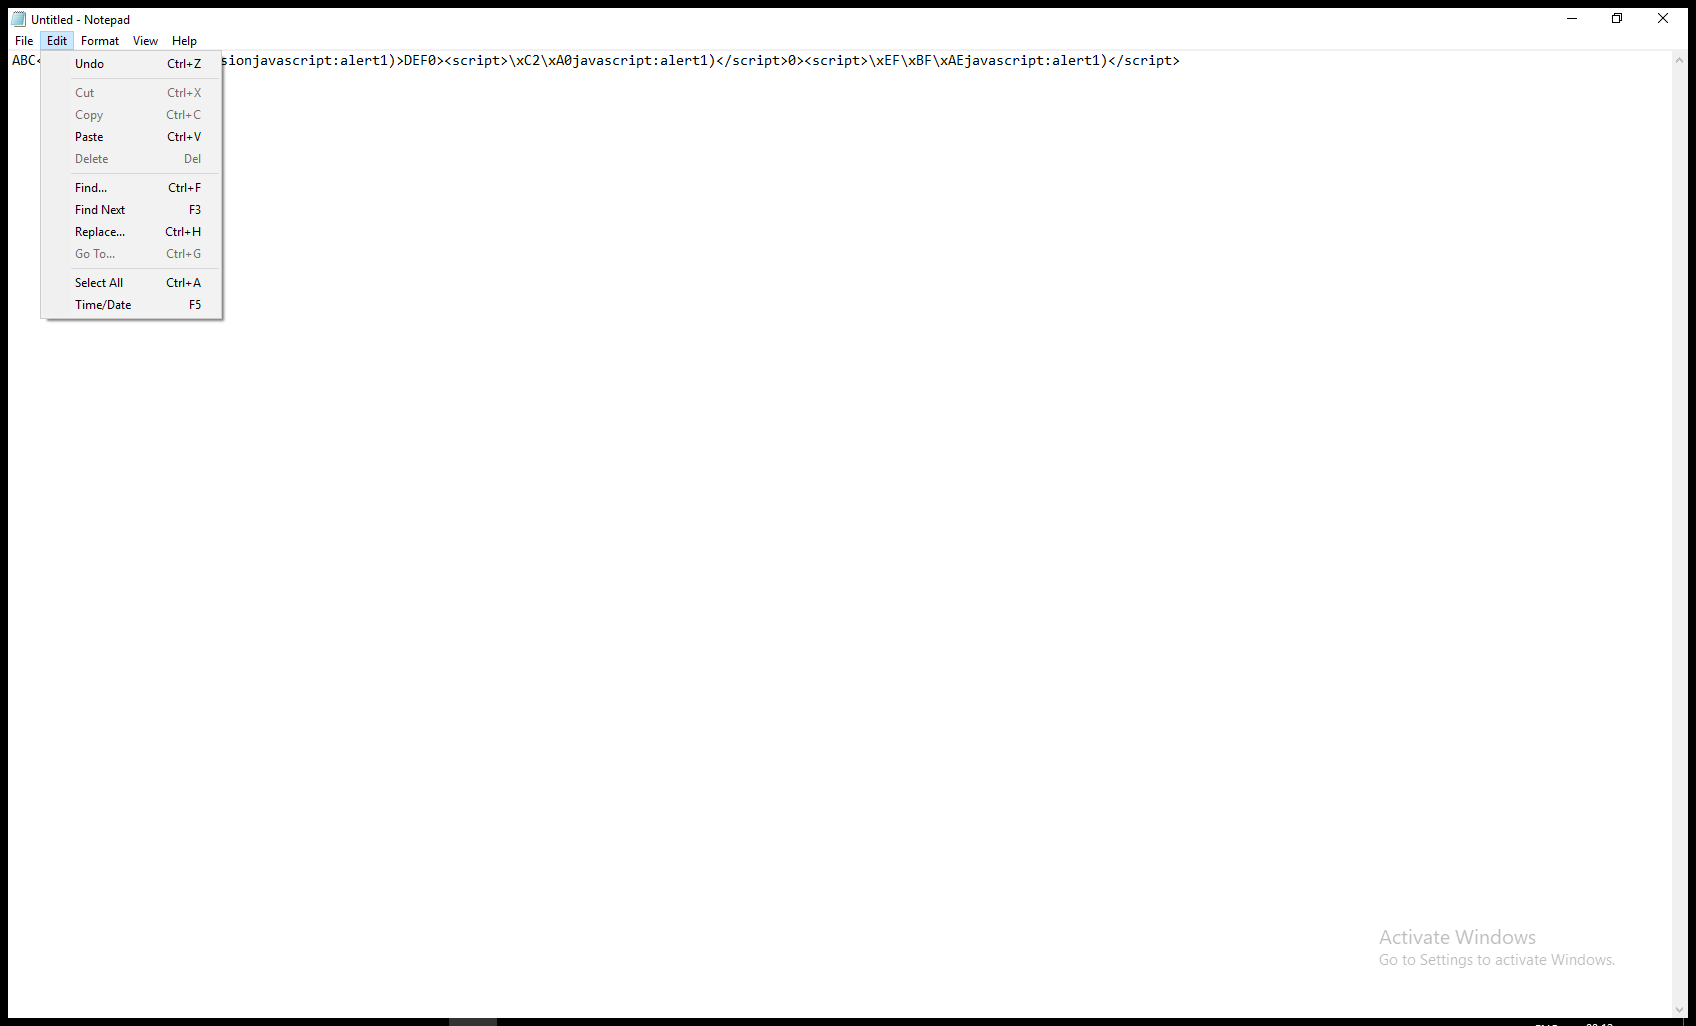 Untitled - Notepad
File Edit Format View Help
ABC
sionjavascript:alert1)>DEF0><script>\xC2\xA0javascript:alert1)</script>0><script>\xEF\xBF\xAEjavascript:alert1)</script>
Undo Ctrl+Z
Cut Ctrl+X
Copy Ctrl+C
Paste Ctrl+V
Delete Del
Find... Ctrl+F
Find Next F3
Replace... Ctrl+H
Go To... Ctrl+G
Select All Ctrl+A
Time/Date F5
Activate Windows
Go to Settings to activate Windows.